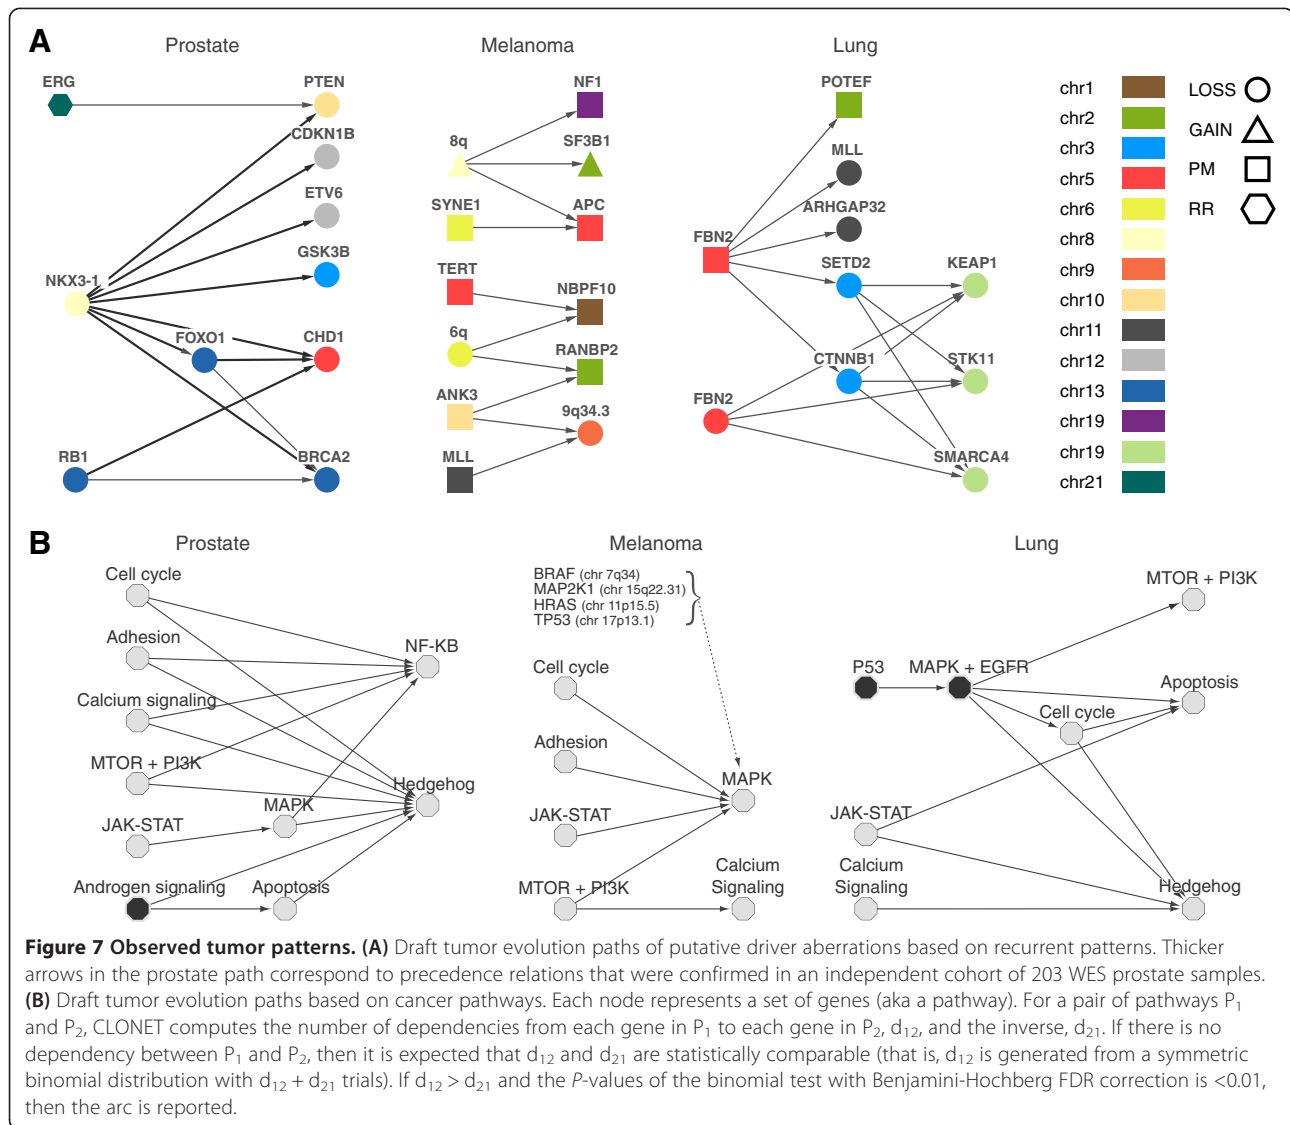 A
Prostate
Melanoma
Lung
ERG
PTEN
CDKN1B
ETV6
GSK3B
NKX3-1
FOXO1
CHD1
RB1
BRCA2
NF1
8q
SF3B1
SYNE1
APC
TERT
NBPF10
6q
RANBP2
ANK3
9q34.3
MLL
POTEF
MLL
ARHGAP32
FBN2
SETD2
KEAP1
CTNNB1
STK11
FBN2
SMARCA4
chr1
chr2
chr3
chr5
chr6
chr8
chr9
chr10
chr11
chr12
chr13
chr19
chr19
chr21
LOSS
GAIN
PM
RR
B
Prostate
Melanoma
Lung
Cell cycle
Adhesion
NF-KB
Calcium signaling
MTOR + PI3K
Hedgehog
MAPK
JAK-STAT
Androgen signaling
Apoptosis
BRAF (chr 7q34)
MAP2K1 (chr 15q22.31)
HRAS (chr 11p15.5)
TP53 (chr 17p13.1)
Cell cycle
Adhesion
MAPK
JAK-STAT
MTOR + PI3K
Calcium
Signaling
MTOR + PI3K
P53
MAPK + EGFR
Apoptosis
Cell cycle
JAK-STAT
Calcium
Signaling
Hedgehog
Figure 7 Observed tumor patterns. (A) Draft tumor evolution paths of putative driver aberrations based on recurrent patterns. Thicker
arrows in the prostate path correspond to precedence relations that were confirmed in an independent cohort of 203 WES prostate samples.
(B) Draft tumor evolution paths based on cancer pathways. Each node represents a set of genes (aka a pathway). For a pair of pathways P1
and P2, CLONET computes the number of dependencies from each gene in P1 to each gene in P2, d12, and the inverse, d21. If there is no
dependency between P1 and P2, then it is expected that d12 and d21 are statistically comparable (that is, d12 is generated from a symmetric
binomial distribution with d12 + d21 trials). If d12 > d21 and the P-values of the binomial test with Benjamini-Hochberg FDR correction is <0.01,
then the arc is reported.